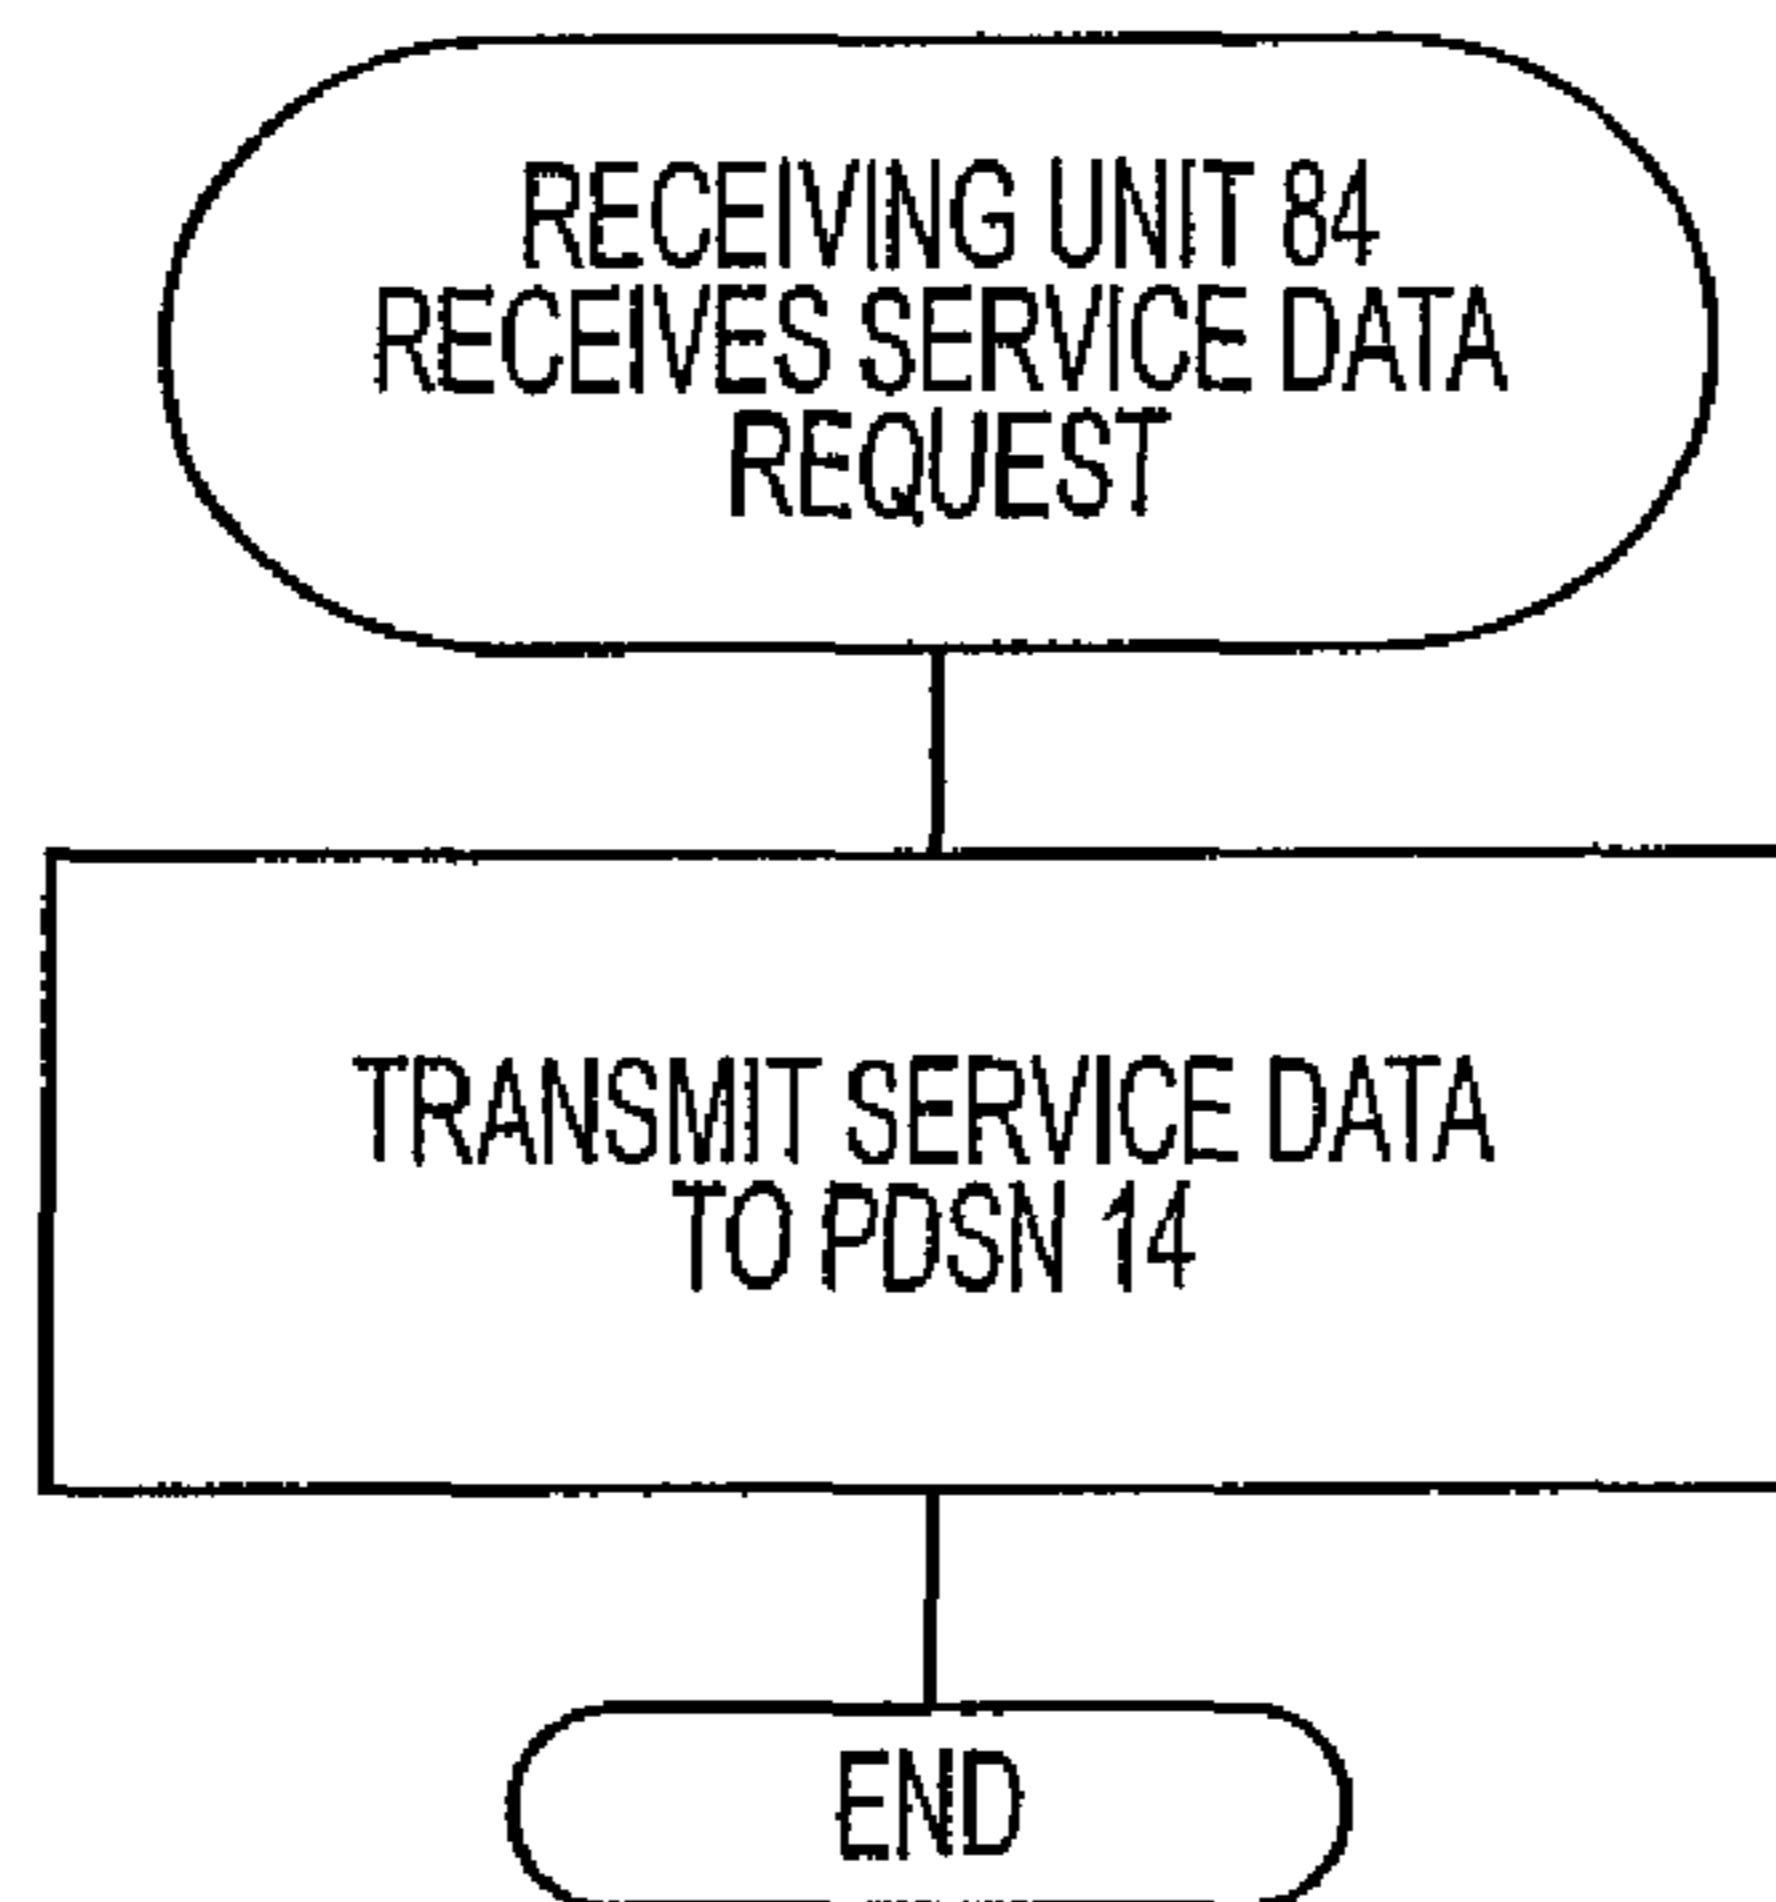 RECEIVING UNIT 84
RECEIVES SERVICE DATA
REQUEST
TRANSMIT SERVICE DATA
TO PDSN 14
END